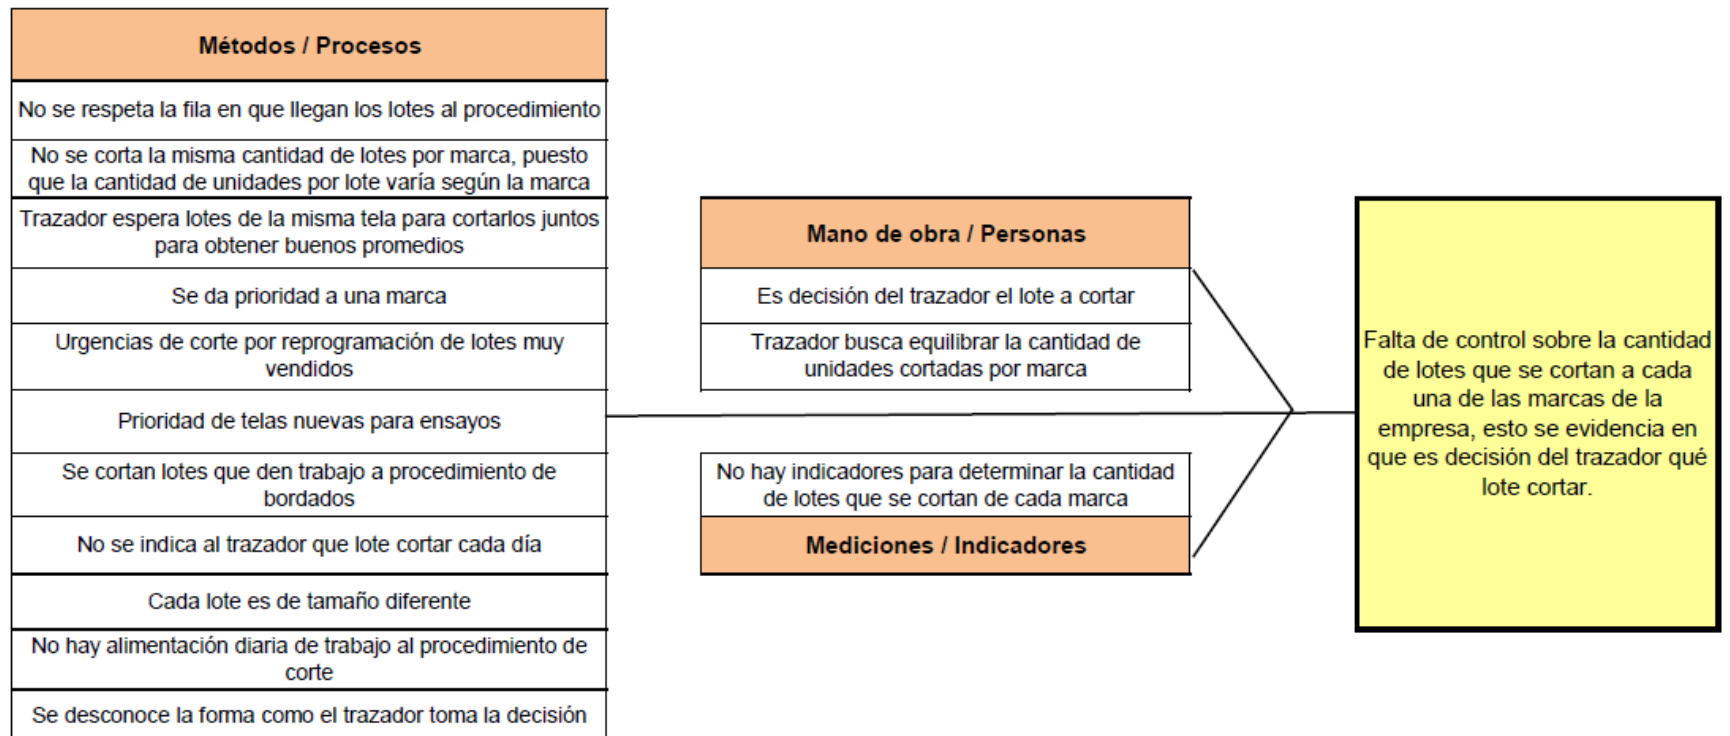 Métodos / Procesos
No se respeta la fila en que llegan los lotes al procedimiento
No se corta la misma cantidad de lotes por marca, puesto
que la cantidad de unidades por lote varía según la marca
Trazador espera lotes de la misma tela para cortarlos juntos
para obtener buenos promedios
Se da prioridad a una marca
Urgencias de corte por reprogramación de lotes muy
vendidos
Prioridad de telas nuevas para ensayos
Se cortan lotes que den trabajo a procedimiento de
bordados
No se indica al trazador que lote cortar cada día
Cada lote es de tamaño diferente
No hay alimentación diaria de trabajo al procedimiento de
corte
Se desconoce la forma como el trazador toma la decisión
Mano de obra / Personas
Es decisión del trazador el lote a cortar
Trazador busca equilibrar la cantidad de
unidades cortadas por marca
No hay indicadores para determinar la cantidad
de lotes que se cortan de cada marca
Mediciones / Indicadores
Falta de control sobre la cantidad
de lotes que se cortan a cada
una de las marcas de la
empresa, esto se evidencia en
que es decisión del trazador qué
lote cortar.